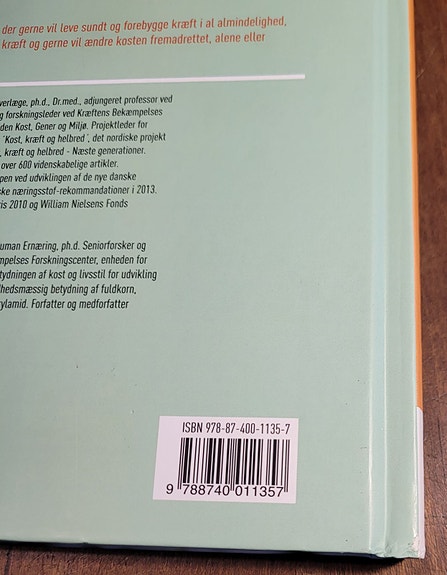 der gerne vil leve sundt og forebygge kræft i al almindelighed,
kræft og gerne vil ændre kosten fremadrettet, alene eller
verlæge, ph.d., Dr.med., adjungeret professor ved
g forskningsleder ved Kræftens Bekæmpelses
den Kost, Gener og Miljø. Projektleder for
'Kost, kræft og helbred', det nordiske projekt
, kræft og helbred - Næste generationer.
over 600 videnskabelige artikler.
pen ved udviklingen af de nye danske
ske næringsstof-rekommandationer i 2013.
ris 2010 og William Nielsens Fonds
uman Ernæring, ph.d. Seniorforsker og
mpelses Forskningscenter, enheden for
tydningen af kost og livsstil for udvikling
lhedsmæssig betydning af fuldkorn,
rylamid. Forfatter og medforfatter
ISBN 978-87-400-1135-7
9 788740 011357